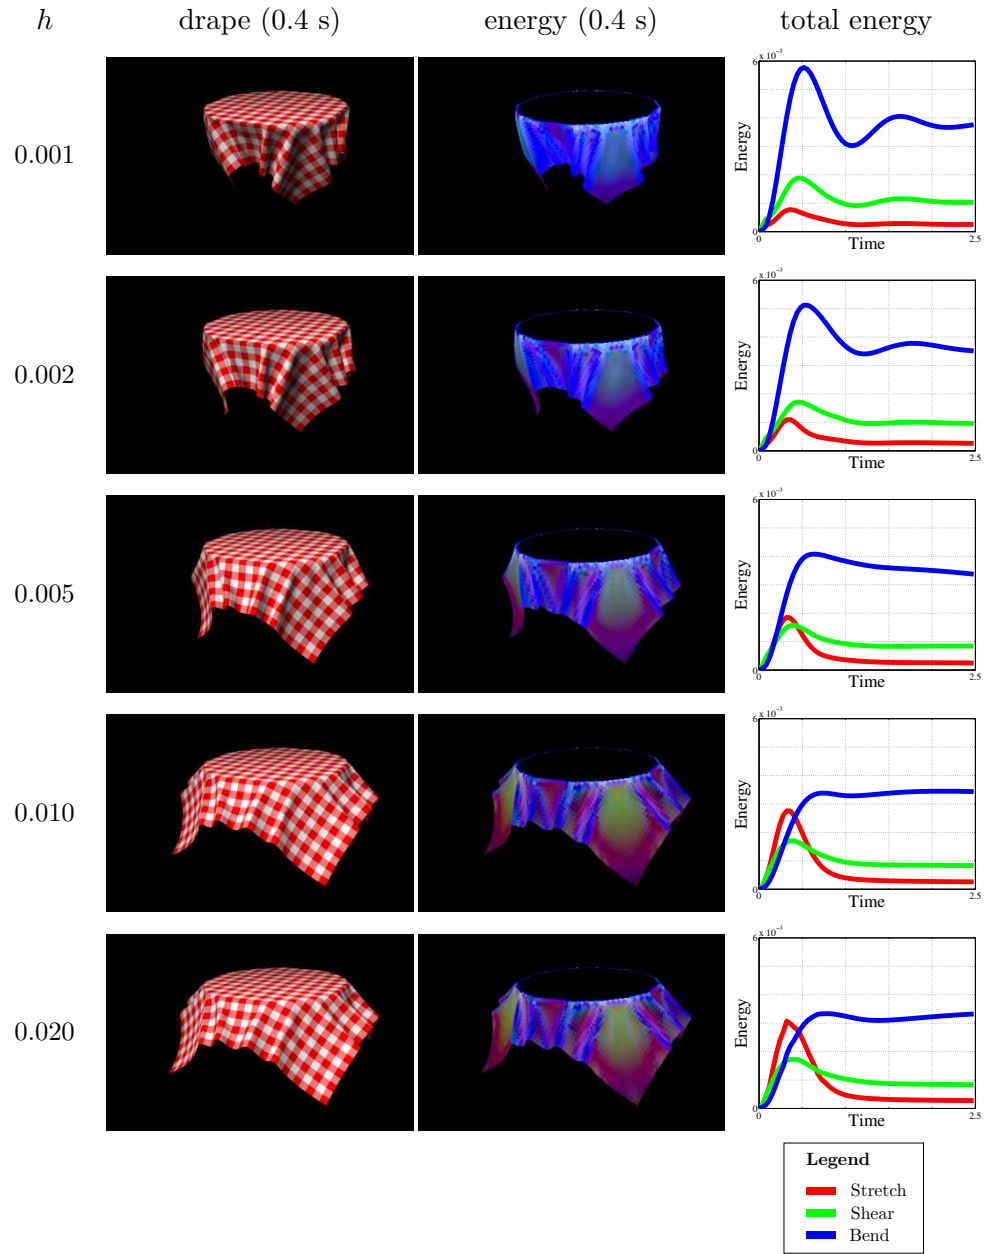 h drape (0.4 s) energy (0.4 s) total energy
0.001
6 x 10⁻³
Energy
0
0 Time 2.5
0.002
6 x 10⁻³
Energy
0
0 Time 2.5
0.005
6 x 10⁻³
Energy
0
0 Time 2.5
0.010
6 x 10⁻³
Energy
0
0 Time 2.5
0.020
6 x 10⁻³
Energy
0
0 Time 2.5
Legend
Stretch
Shear
Bend